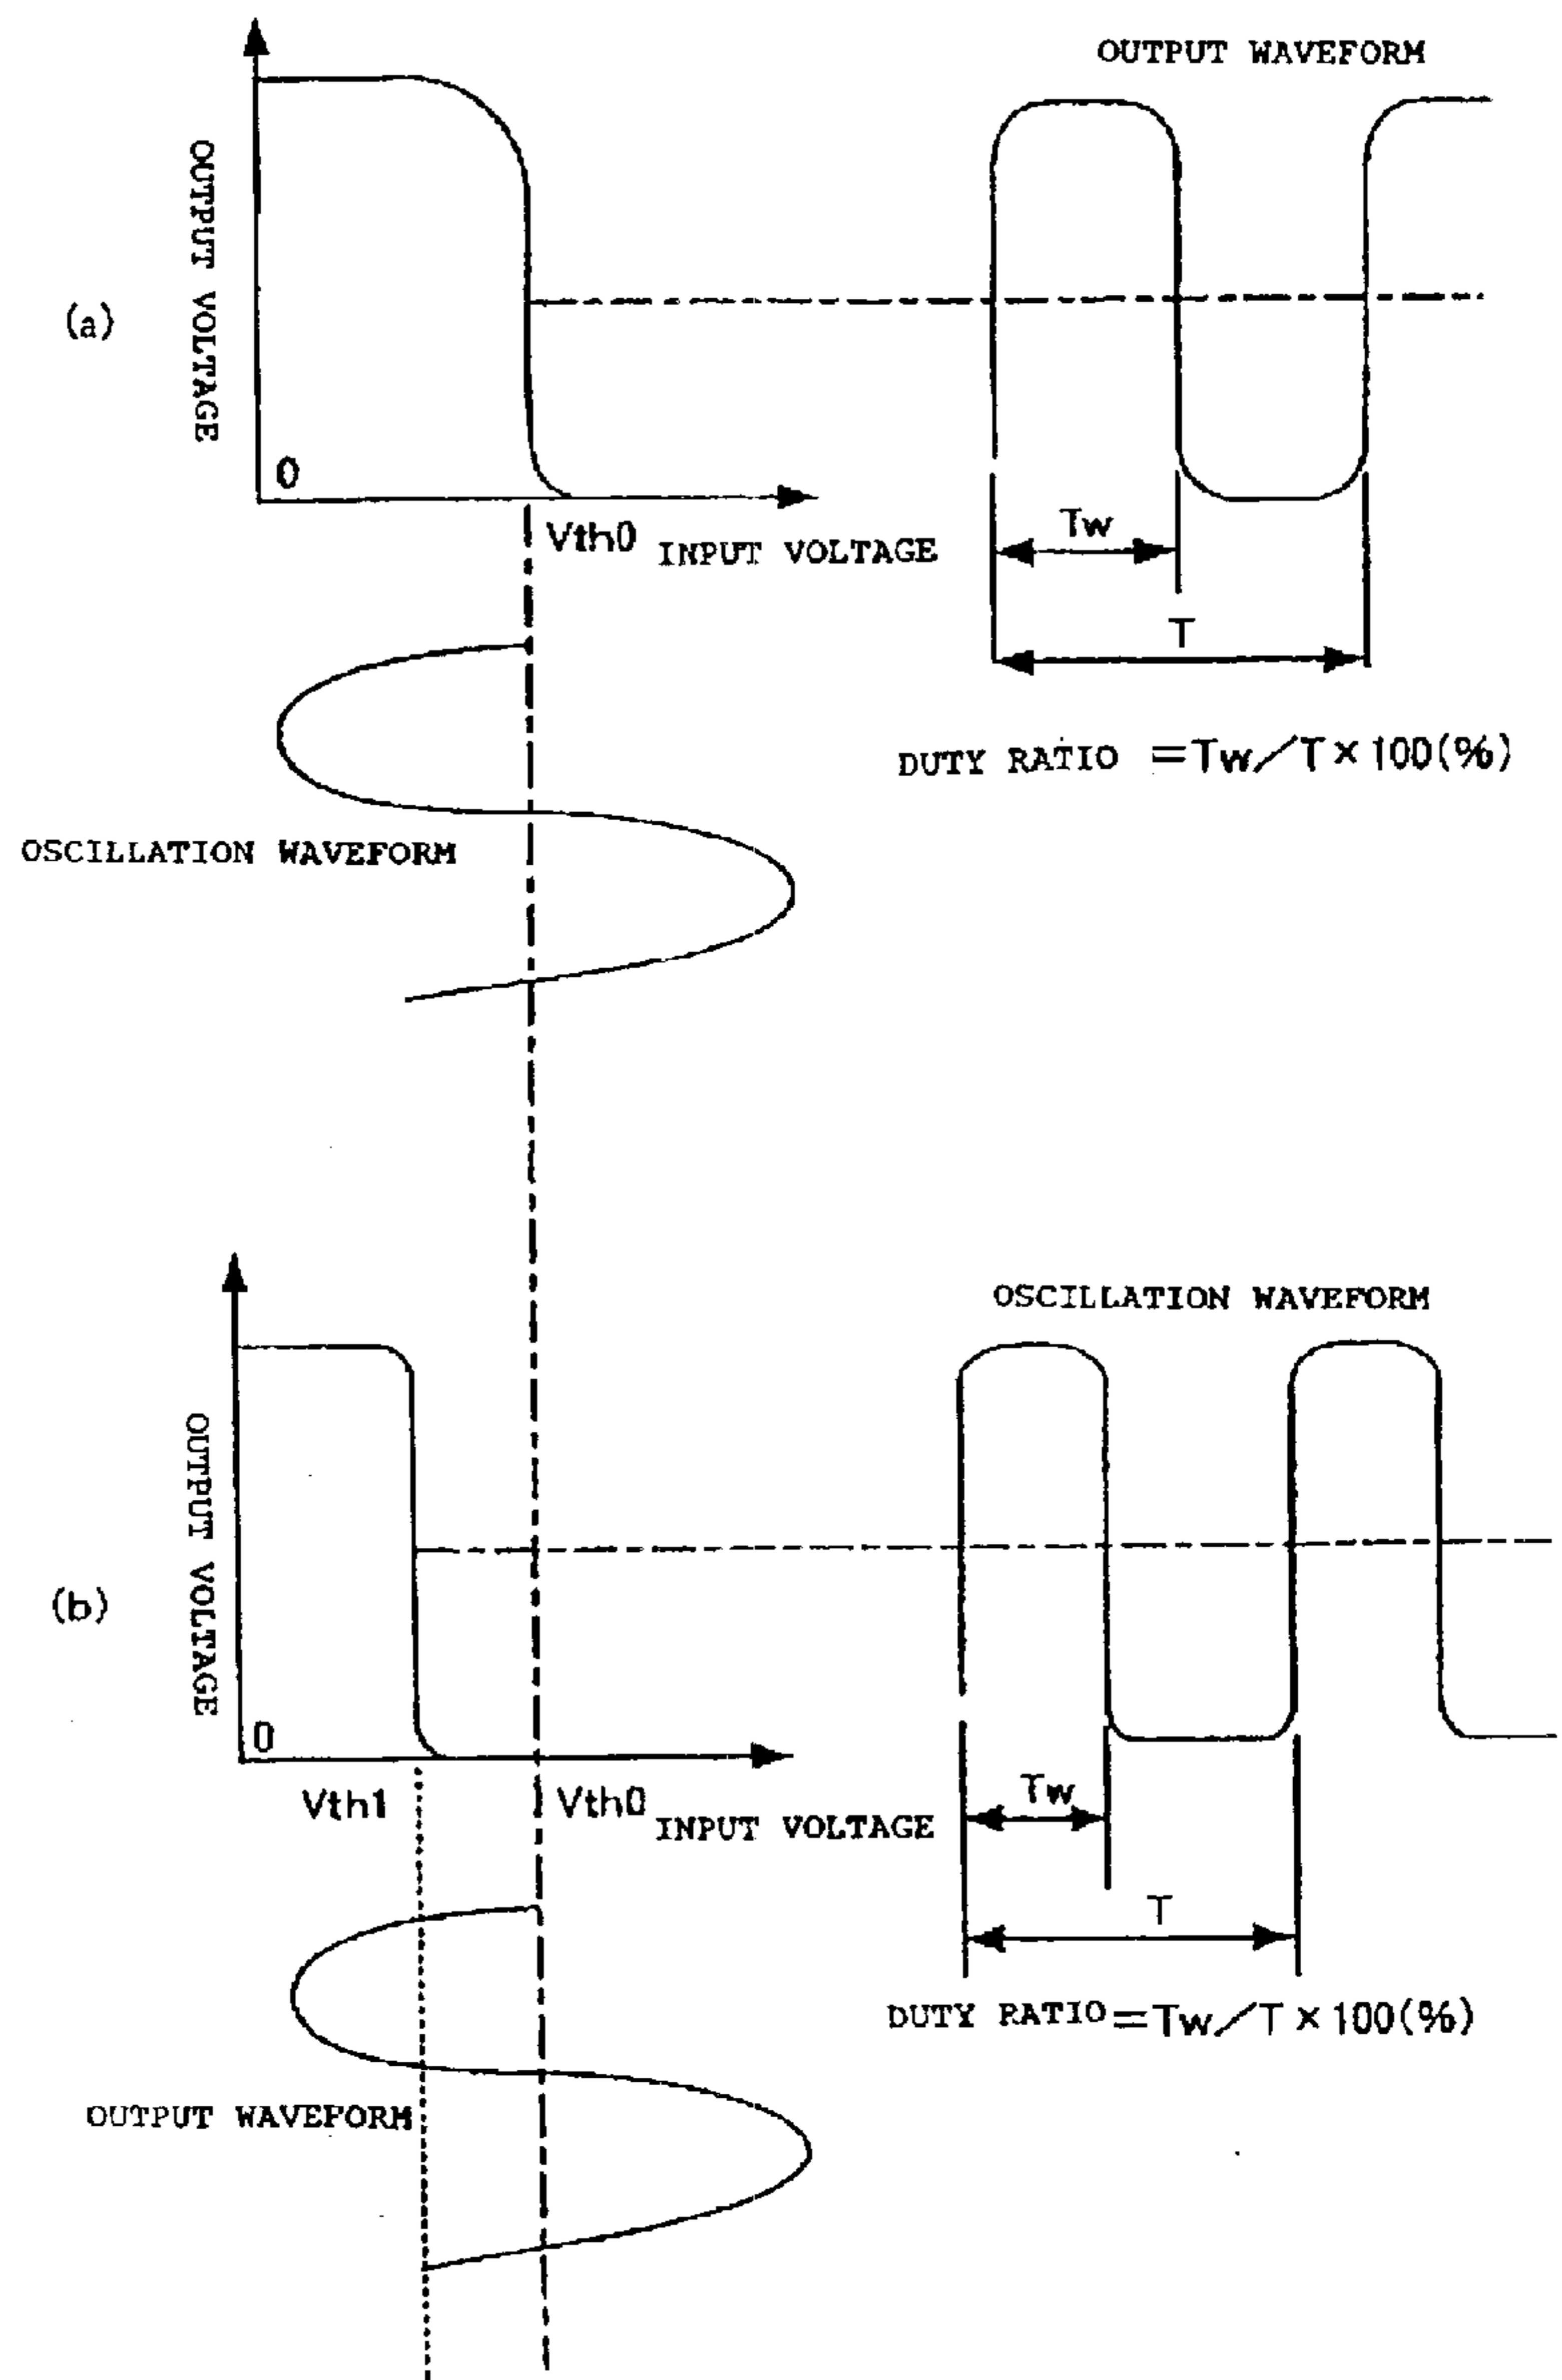 OUTPUT WAVEFORM
OUTPUT VOLTAGE
(a)
0
Vth0
INPUT VOLTAGE
Tw
T
DUTY RATIO =Tw/T×100(%)
OSCILLATION WAVEFORM
OSCILLATION WAVEFORM
OUTPUT VOLTAGE
(b)
0
Vth1
Vth0
INPUT VOLTAGE
Tw
T
DUTY RATIO=Tw/T×100(%)
OUTPUT WAVEFORM